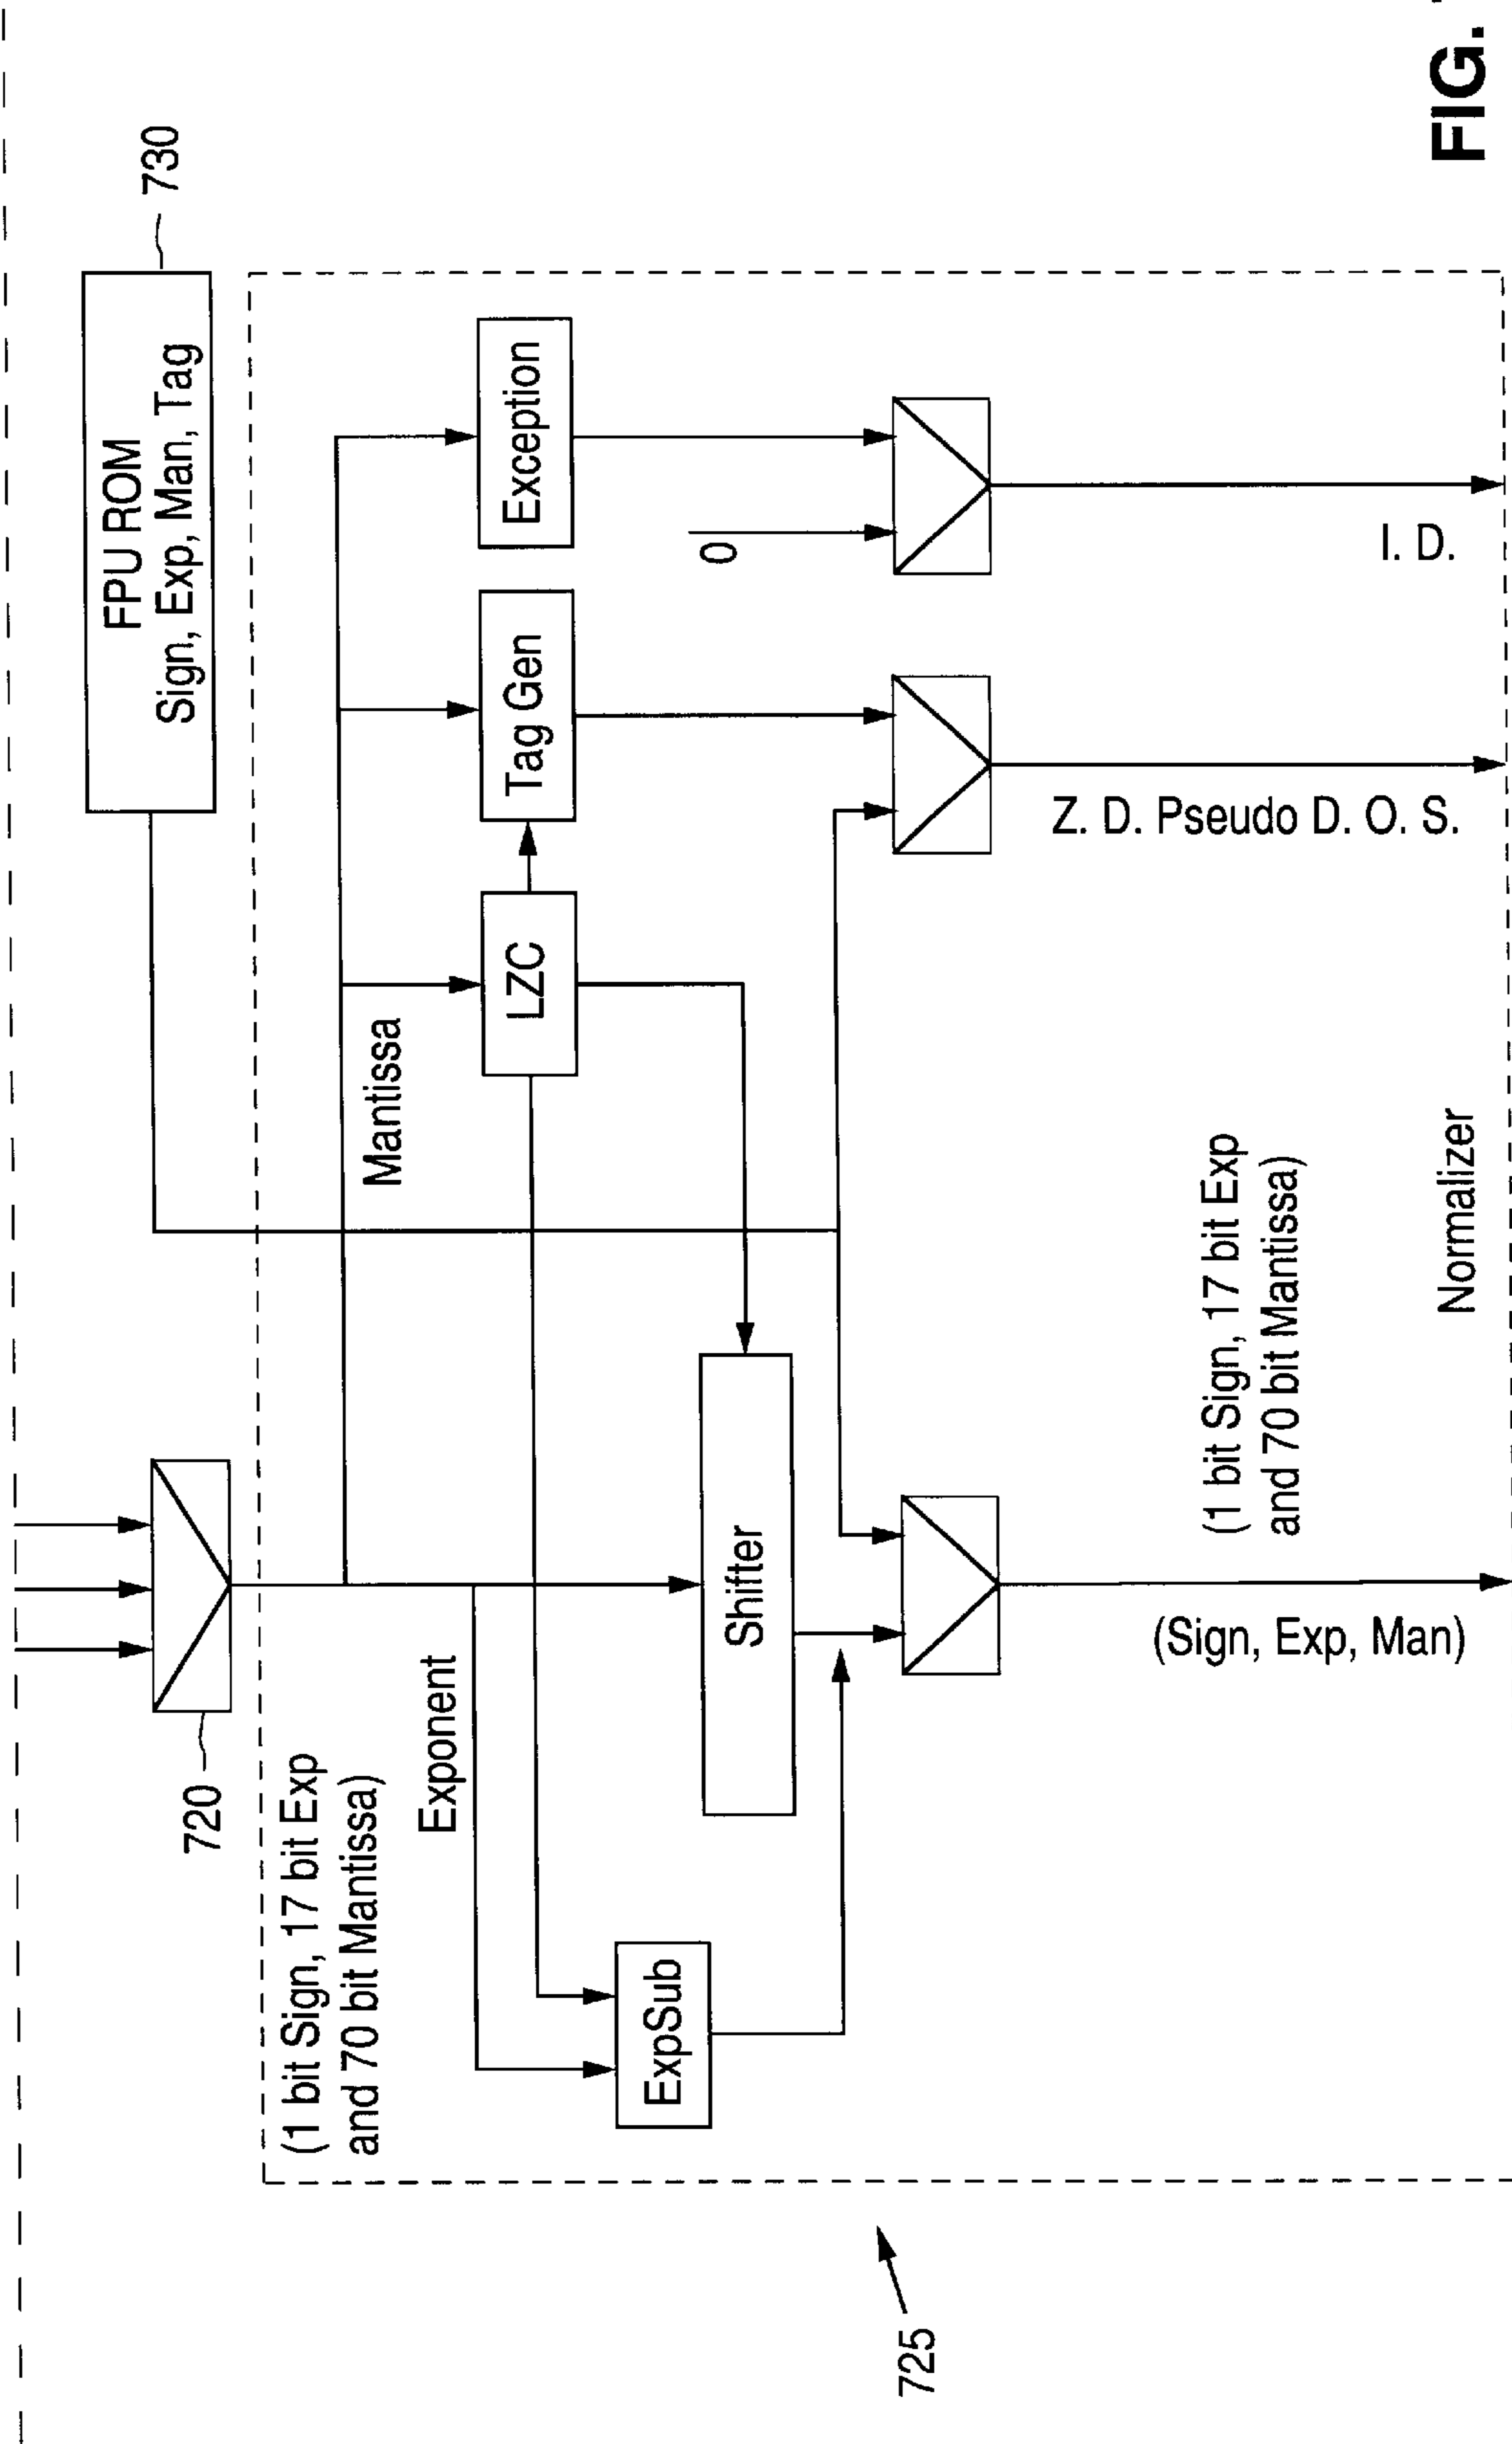 720
FPU ROM
Sign, Exp, Man, Tag
730
(1 bit Sign, 17 bit Exp
and 70 bit Mantissa)
Mantissa
Exponent
ExpSub
LZC
Tag Gen
Exception
0
Shifter
725
(Sign, Exp, Man)
(1 bit Sign, 17 bit Exp
and 70 bit Mantissa)
Z. D. Pseudo D. O. S.
I. D.
Normalizer
FIG.